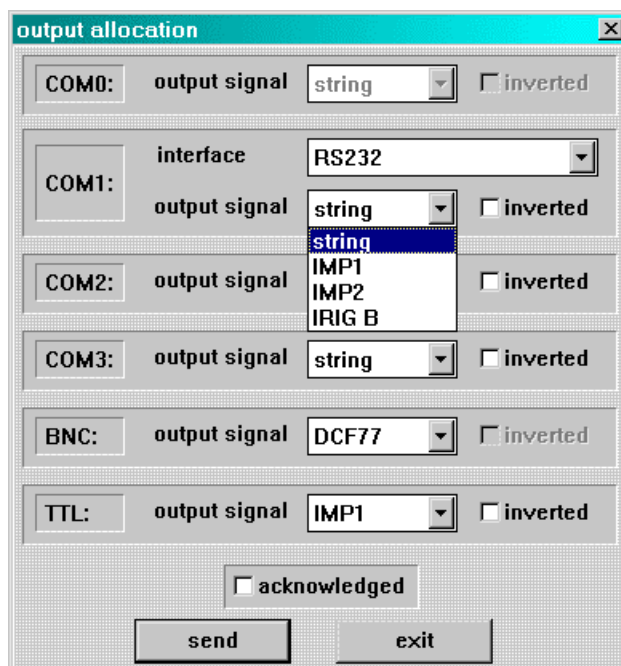 output allocation
COM0: output signal string inverted
COM1: interface RS232
output signal string inverted
string
IMP1
IMP2
IRIG B
COM2: output signal inverted
COM3: output signal string inverted
BNC: output signal DCF77 inverted
TTL: output signal IMP1 inverted
acknowledged
send exit